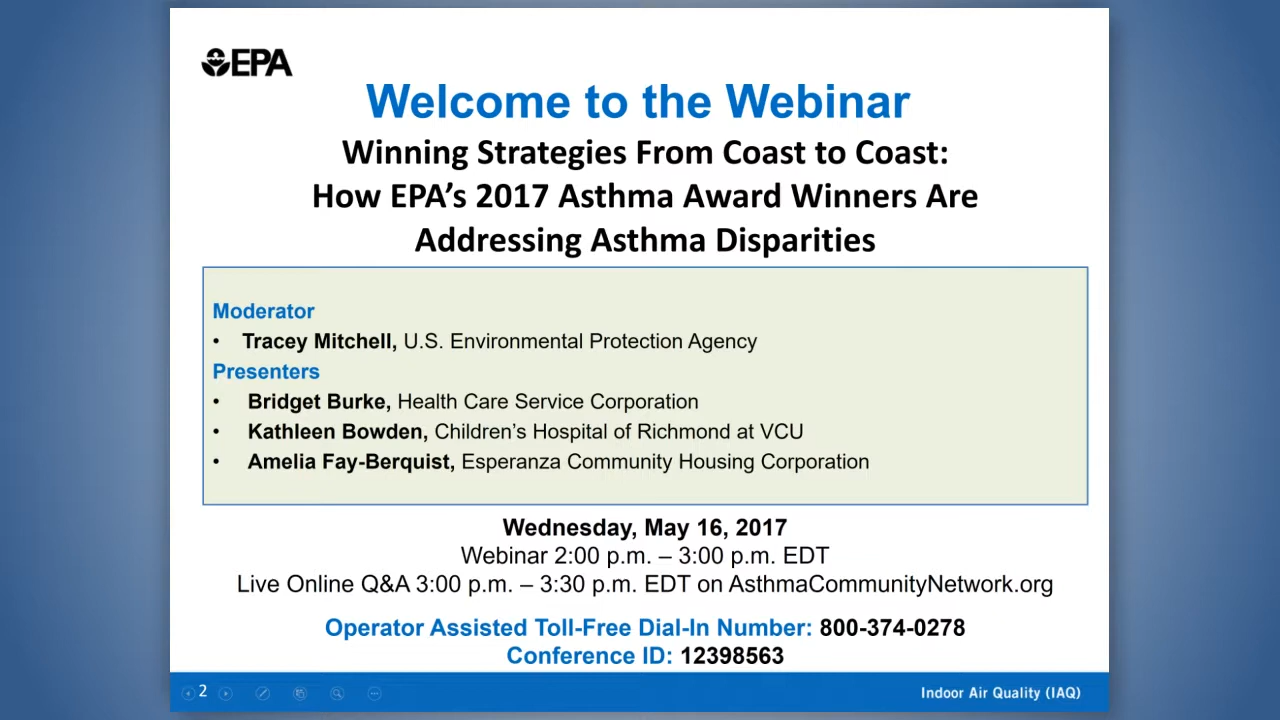 EPA
Welcome to the Webinar
Winning Strategies From Coast to Coast:
How EPA’s 2017 Asthma Award Winners Are
Addressing Asthma Disparities
Moderator
• Tracey Mitchell, U.S. Environmental Protection Agency
Presenters
• Bridget Burke, Health Care Service Corporation
• Kathleen Bowden, Children’s Hospital of Richmond at VCU
• Amelia Fay-Berquist, Esperanza Community Housing Corporation
Wednesday, May 16, 2017
Webinar 2:00 p.m. – 3:00 p.m. EDT
Live Online Q&A 3:00 p.m. – 3:30 p.m. EDT on AsthmaCommunityNetwork.org
Operator Assisted Toll-Free Dial-In Number: 800-374-0278
Conference ID: 12398563
2
Indoor Air Quality (IAQ)